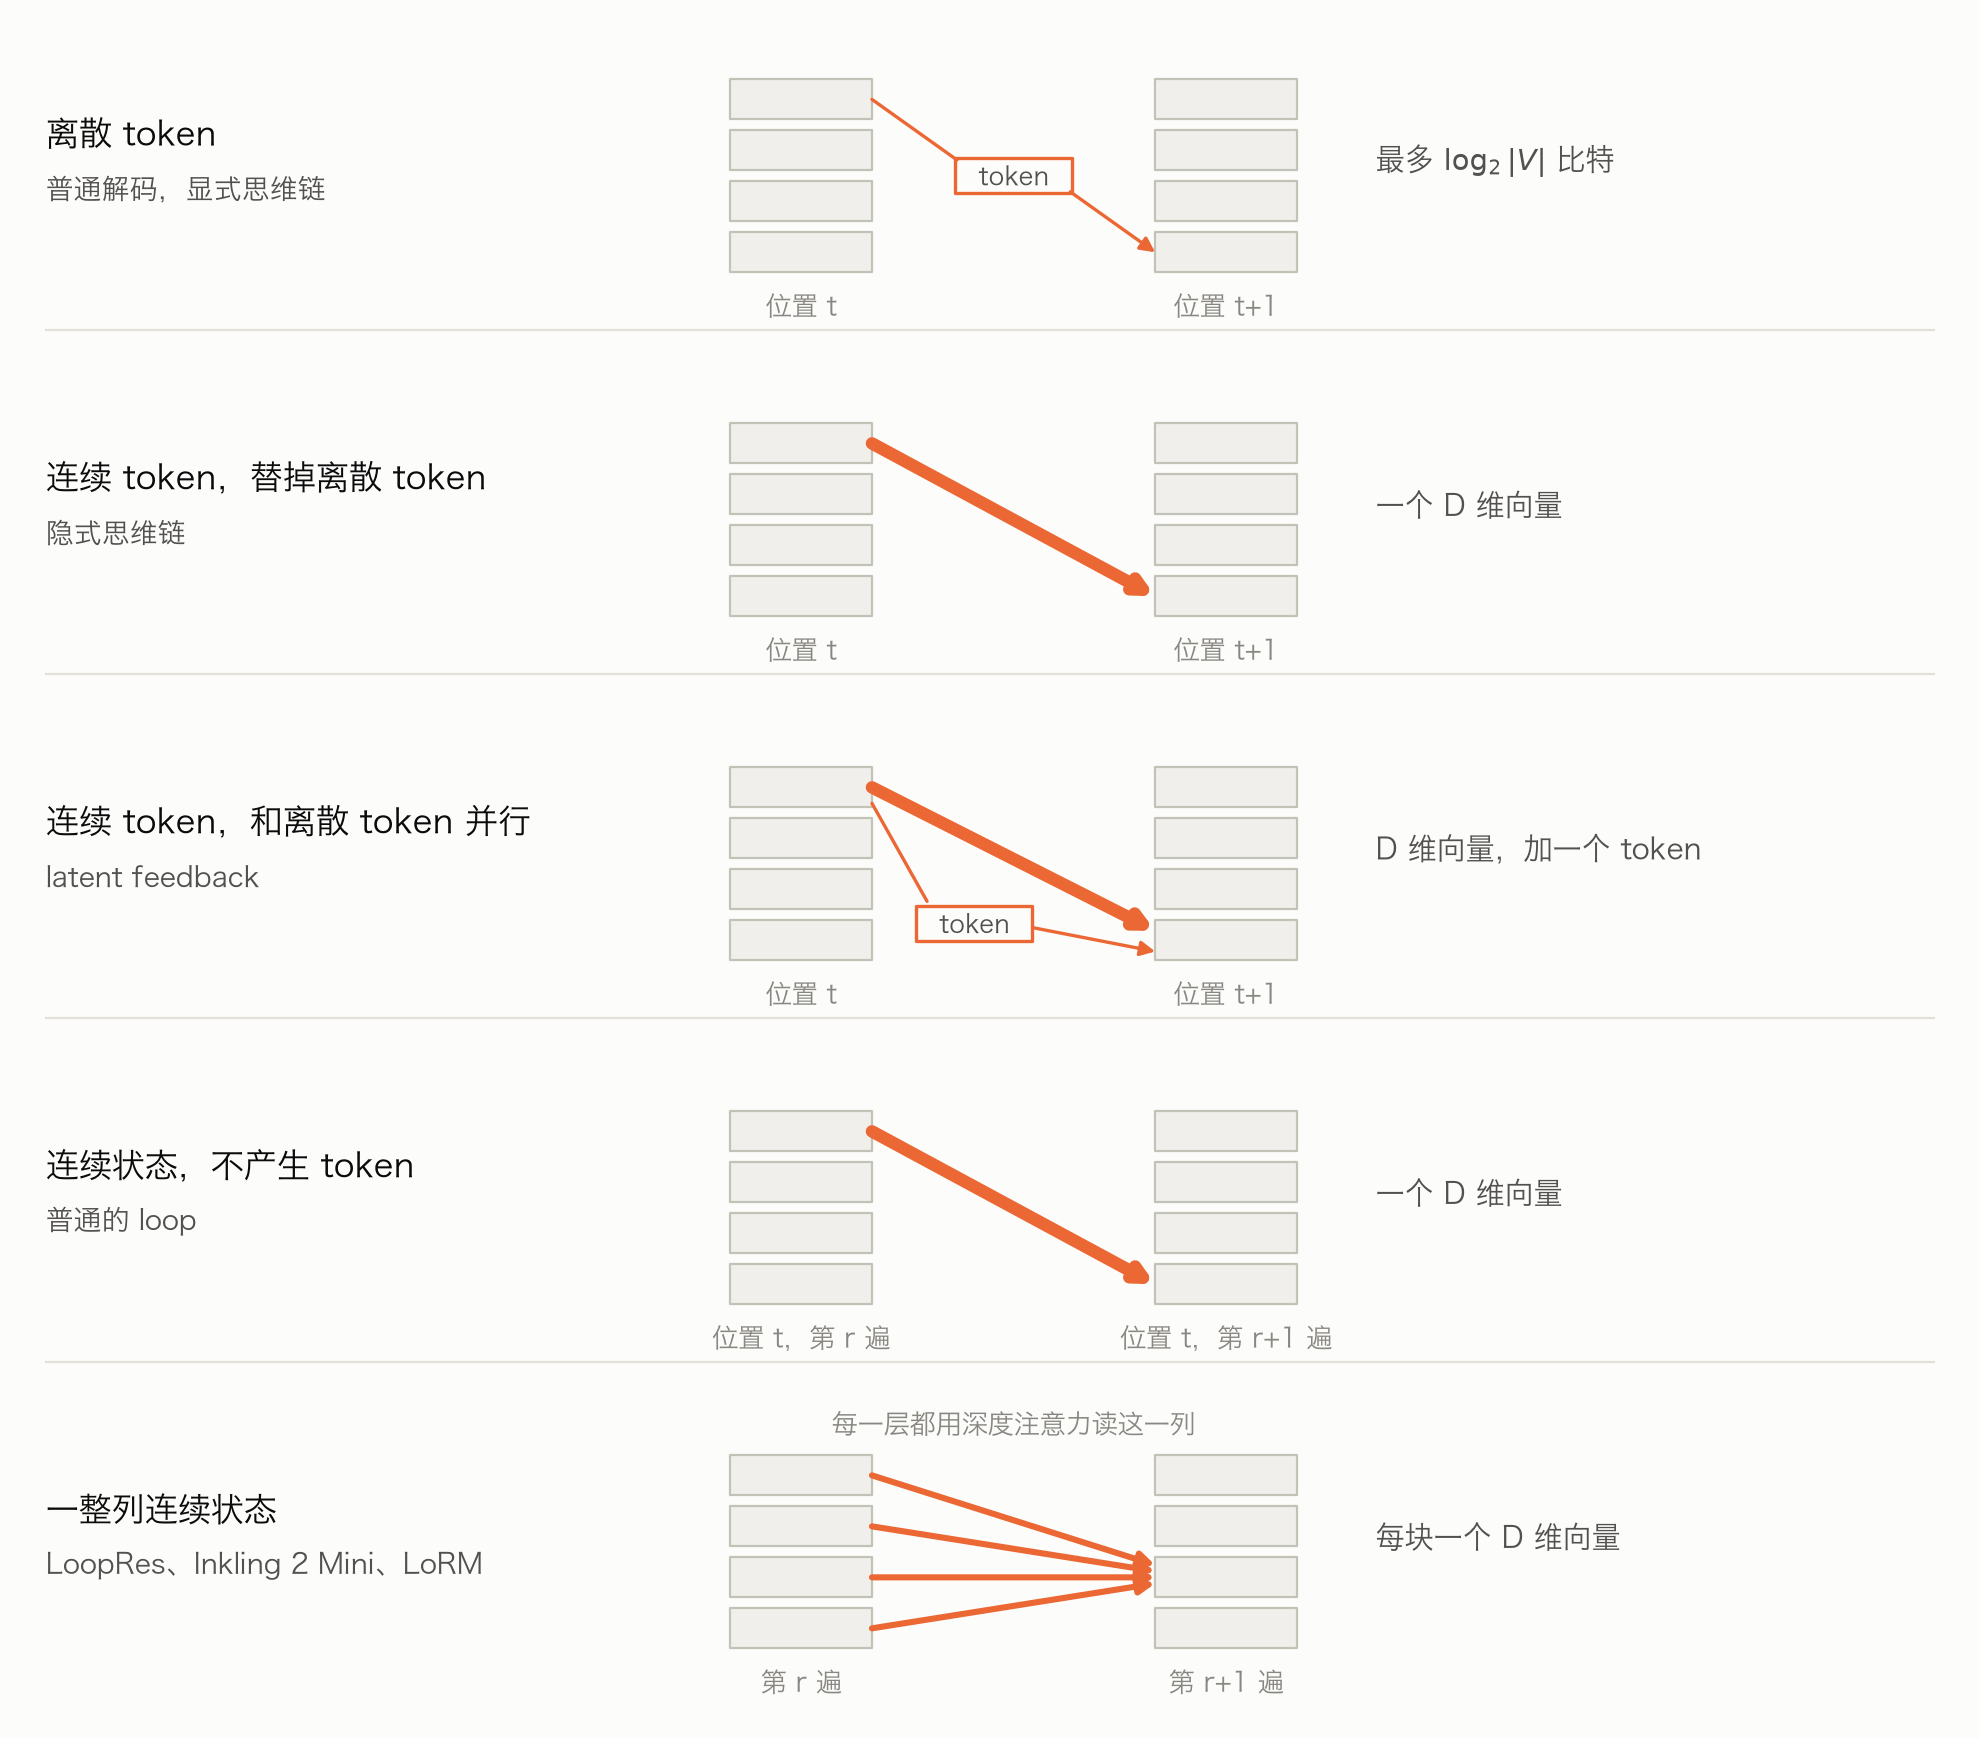 离散 token
普通解码，显式思维链
token
最多 log₂ |V| 比特
位置 t
位置 t+1
连续 token，替掉离散 token
隐式思维链
一个 D 维向量
位置 t
位置 t+1
连续 token，和离散 token 并行
latent feedback
token
D 维向量，加一个 token
位置 t
位置 t+1
连续状态，不产生 token
普通的 loop
一个 D 维向量
位置 t，第 r 遍
位置 t，第 r+1 遍
每一层都用深度注意力读这一列
一整列连续状态
LoopRes、Inkling 2 Mini、LoRM
每块一个 D 维向量
第 r 遍
第 r+1 遍